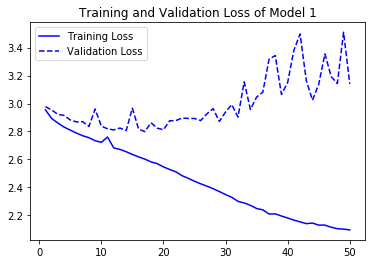 Training and Validation Loss of Model 1
Training Loss
Validation Loss
3.4
3.2
3.0
2.8
2.6
2.4
2.2
0 10 20 30 40 50